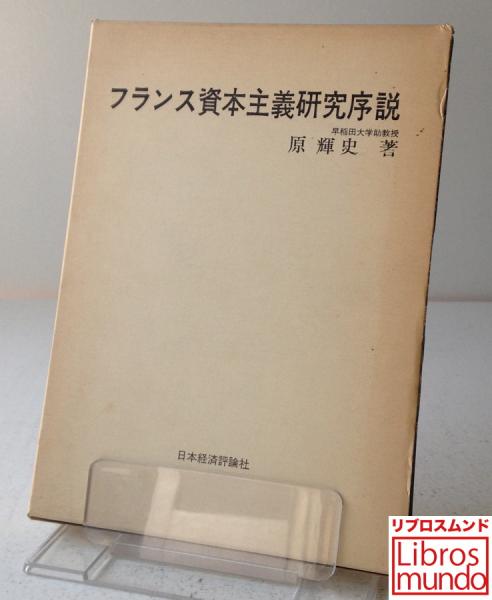 フランス資本主義研究序説
早稲田大学助教授
原輝史 著
日本経済評論社
リブロスムンド
Libros
mundo